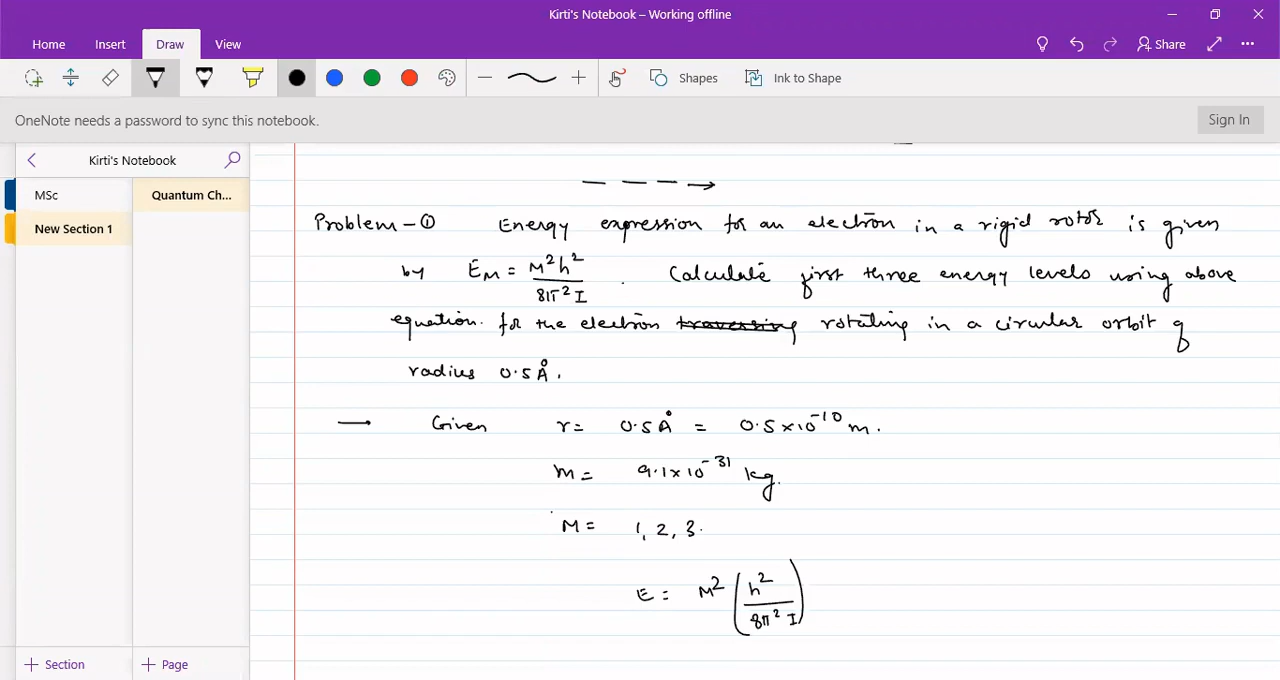 Kirti's Notebook – Working offline
Home Insert Draw View Share
Shapes Ink to Shape
OneNote needs a password to sync this notebook. Sign In
Kirti's Notebook
MSc Quantum Ch...
New Section 1
Problem – ① Energy expression for an electron in a rigid rotor is given
by E_M = M²h² / 8π²I . Calculate first three energy levels using above
equation. for the electron traversing rotating in a circular orbit of
radius 0.5 Å.
→ Given r = 0.5 Å = 0.5×10⁻¹⁰ m.
m = 9.1×10⁻³¹ kg.
M = 1, 2, 3.
E = M² (h² / 8π²I)
+ Section + Page